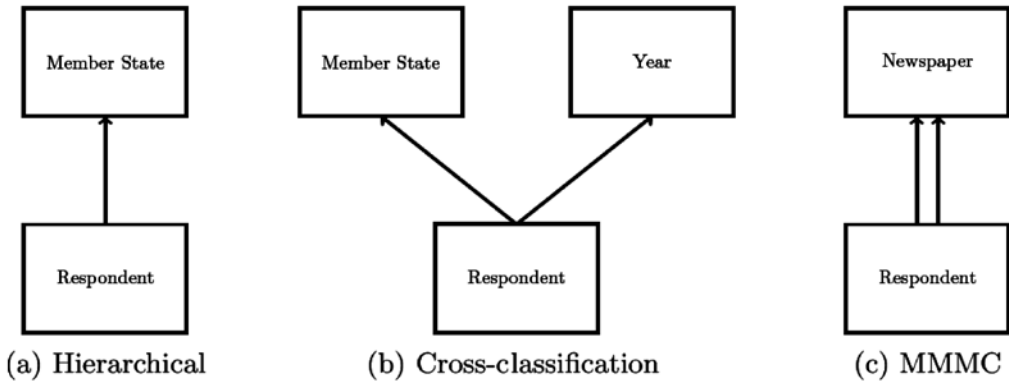 Member State
Respondent
(a) Hierarchical
Member State
Year
Respondent
(b) Cross-classification
Newspaper
Respondent
(c) MMMC